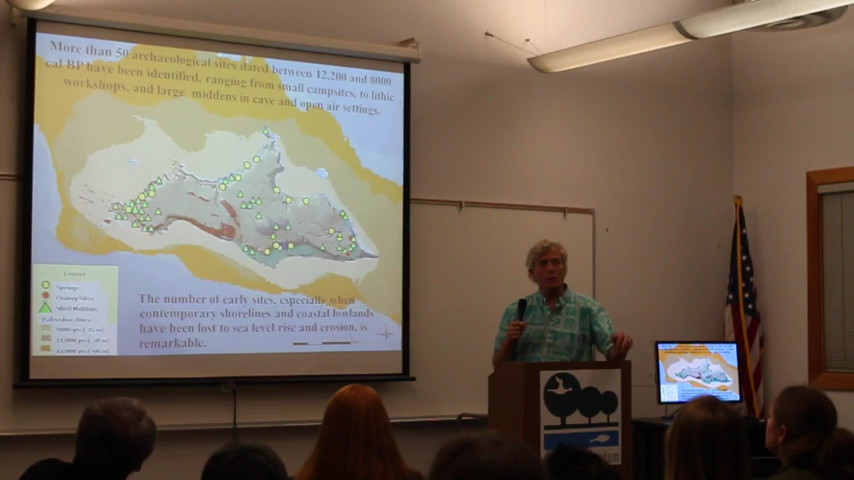 More than 50 archaeological sites dated between 12,200 and 8000
cal BP have been identified, ranging from small campsites, to lithic
workshops, and large middens in cave and open air settings.
Legend
Springs
Shell Middens
The number of early sites, especially when
contemporary shorelines and coastal lowlands
have been lost to sea level rise and erosion, is
remarkable.